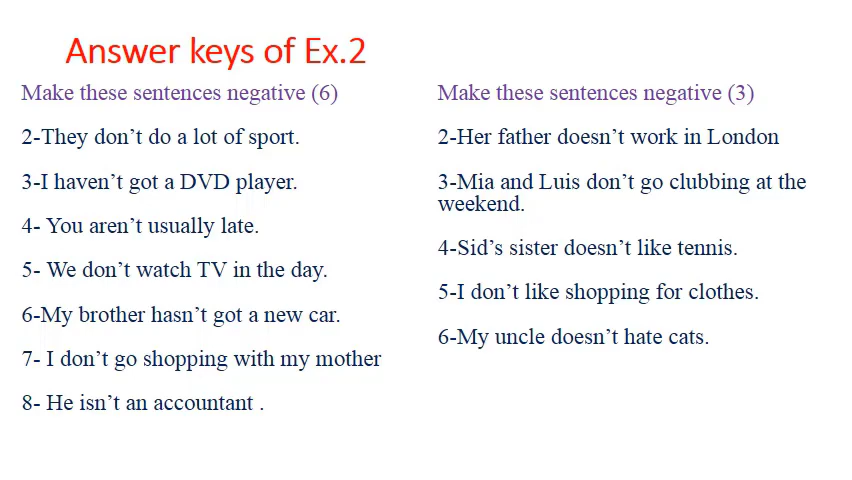 Answer keys of Ex.2
Make these sentences negative (6)
2-They don’t do a lot of sport.
3-I haven’t got a DVD player.
4- You aren’t usually late.
5- We don’t watch TV in the day.
6-My brother hasn’t got a new car.
7- I don’t go shopping with my mother
8- He isn’t an accountant .
Make these sentences negative (3)
2-Her father doesn’t work in London
3-Mia and Luis don’t go clubbing at the
weekend.
4-Sid’s sister doesn’t like tennis.
5-I don’t like shopping for clothes.
6-My uncle doesn’t hate cats.